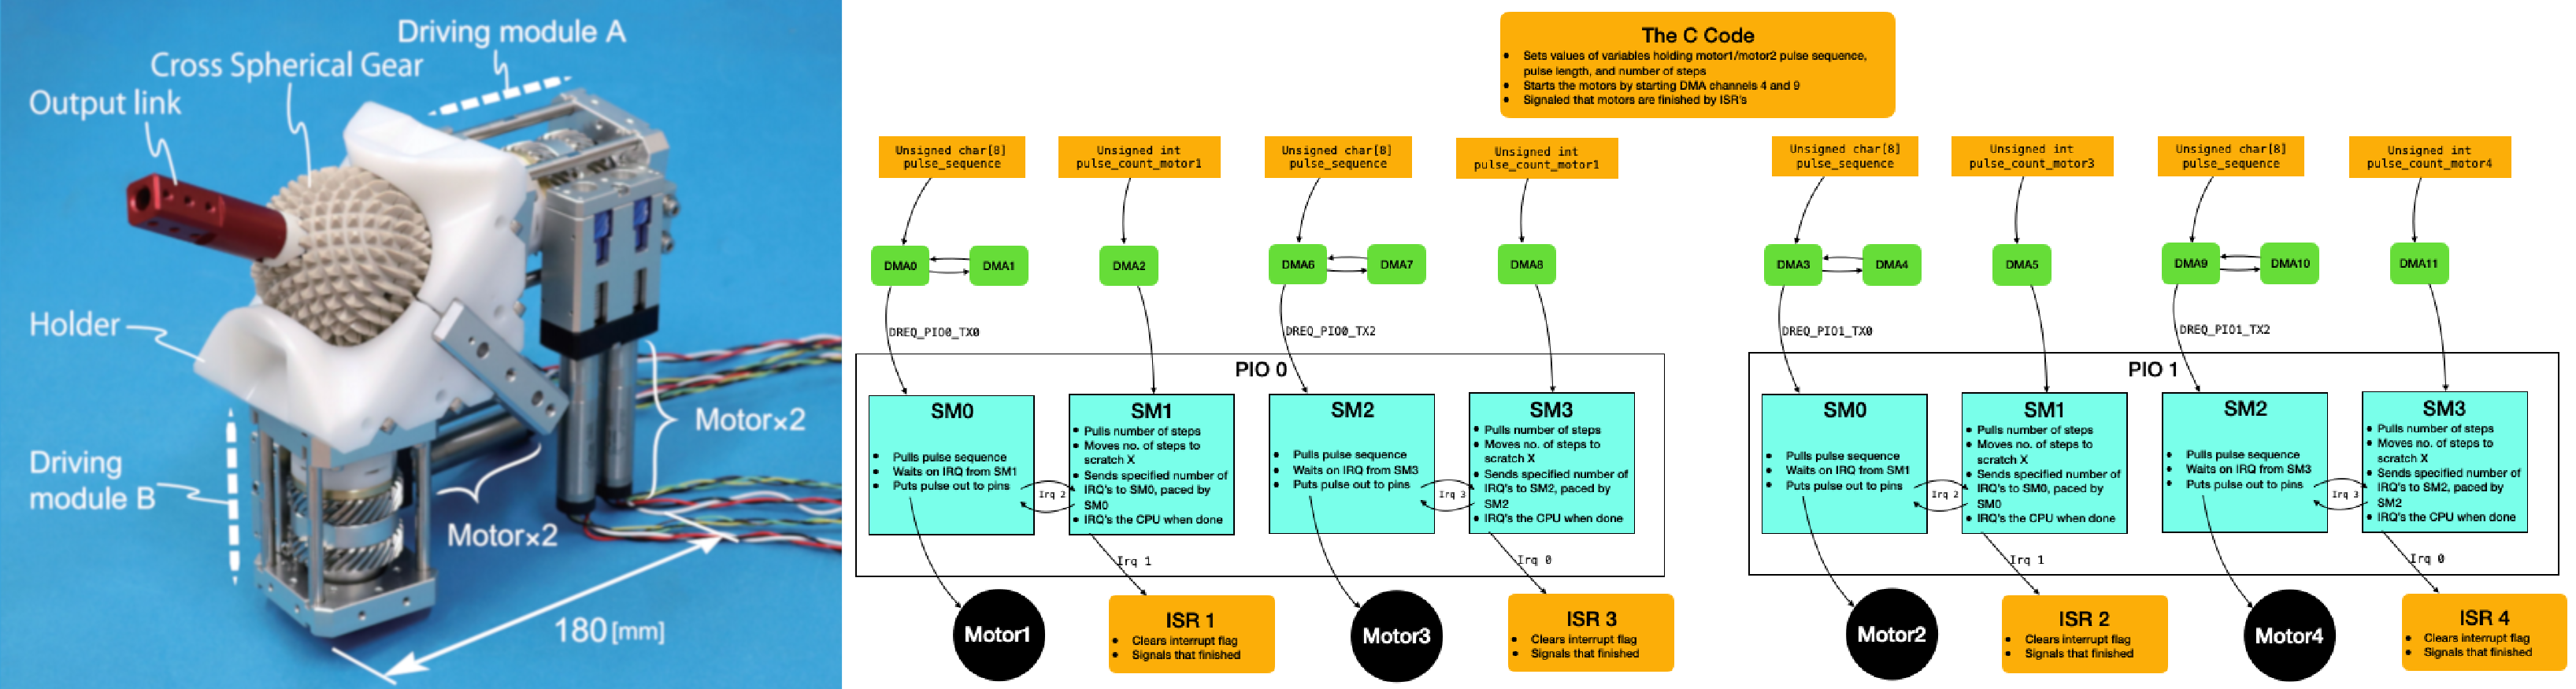 Driving module A
Cross Spherical Gear
Output link
Holder
Driving
module B
Motor×2
Motor×2
180[mm]
The C Code
• Sets values of variables holding motor1/motor2 pulse sequence,
pulse length, and number of steps
• Starts the motors by starting DMA channels 4 and 9
• Signaled that motors are finished by ISR's
Unsigned char[8]
pulse_sequence
Unsigned int
pulse_count_motor1
Unsigned char[8]
pulse_sequence
Unsigned int
pulse_count_motor1
Unsigned char[8]
pulse_sequence
Unsigned int
pulse_count_motor3
Unsigned char[8]
pulse_sequence
Unsigned int
pulse_count_motor4
DMA0
DMA1
DMA2
DMA6
DMA7
DMA8
DMA3
DMA4
DMA5
DMA9
DMA10
DMA11
DREQ_PIO0_TX0
DREQ_PIO0_TX2
DREQ_PIO1_TX0
DREQ_PIO1_TX2
PIO 0
SM0
• Pulls pulse sequence
• Waits on IRQ from SM1
• Puts pulse out to pins
Irq 2
SM1
• Pulls number of steps
• Moves no. of steps to
scratch X
• Sends specified number of
IRQ's to SM0, paced by
SM0
• IRQ's the CPU when done
SM2
• Pulls pulse sequence
• Waits on IRQ from SM3
• Puts pulse out to pins
Irq 3
SM3
• Pulls number of steps
• Moves no. of steps to
scratch X
• Sends specified number of
IRQ's to SM2, paced by
SM2
• IRQ's the CPU when done
Irq 1
Irq 0
Motor1
ISR 1
• Clears interrupt flag
• Signals that finished
Motor3
ISR 3
• Clears interrupt flag
• Signals that finished
PIO 1
SM0
• Pulls pulse sequence
• Waits on IRQ from SM1
• Puts pulse out to pins
Irq 2
SM1
• Pulls number of steps
• Moves no. of steps to
scratch X
• Sends specified number of
IRQ's to SM0, paced by
SM0
• IRQ's the CPU when done
SM2
• Pulls pulse sequence
• Waits on IRQ from SM3
• Puts pulse out to pins
Irq 3
SM3
• Pulls number of steps
• Moves no. of steps to
scratch X
• Sends specified number of
IRQ's to SM2, paced by
SM2
• IRQ's the CPU when done
Irq 1
Irq 0
Motor2
ISR 2
• Clears interrupt flag
• Signals that finished
Motor4
ISR 4
• Clears interrupt flag
• Signals that finished